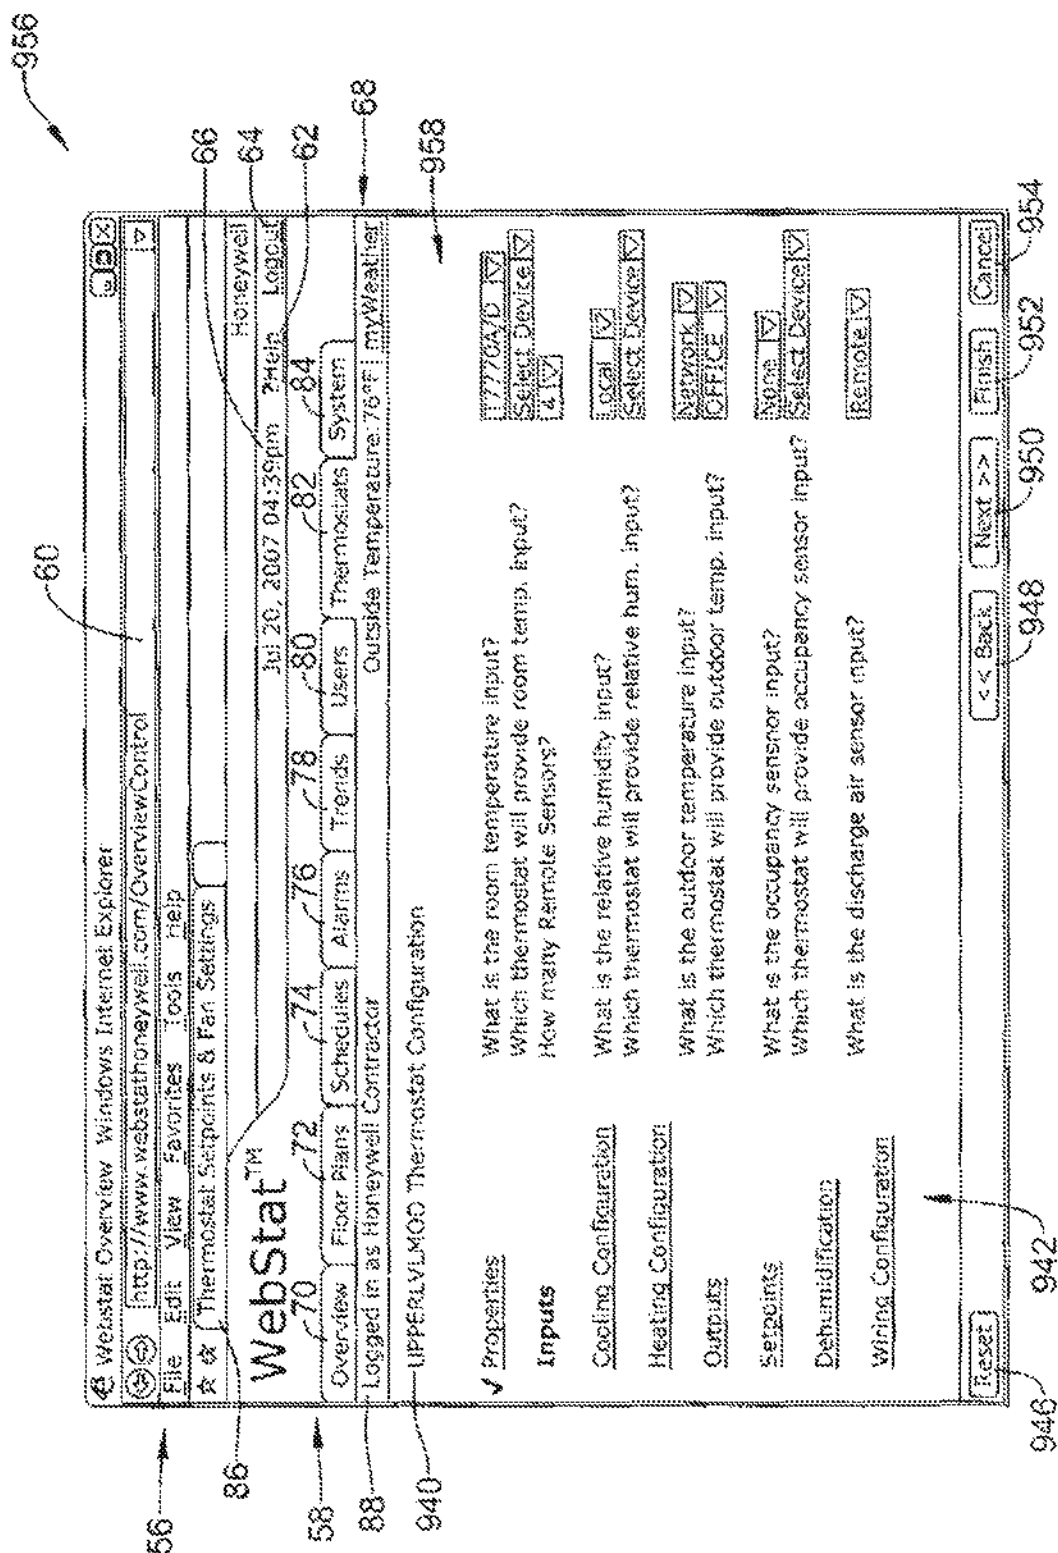 956
60
Webstat Overview Windows Internet Explorer
http://www.webstathoneywell.com/OverviewControl
File Edit View Favorites Tools Help
Thermostat Setpoints & Fan Settings
56
86
66
64
62
68
WebStat™
Honeywell
Jul 20, 2007 04:39pm ?Help Logout
58
70 72 74 76 78 80 82 84
Overview Floor Plans Schedules Alarms Trends Users Thermostats System
88
Logged in as Honeywell Contractor Outside Temperature: 76°F | myWeather
940
UPPERLVLMOD Thermostat Configuration
958
✓ Properties
Inputs
Cooling Configuration
Heating Configuration
Outputs
Setpoints
Dehumidification
Wiring Configuration
942
What is the room temperature input? T7770A/D
Which thermostat will provide room temp. input? Select Device
How many Remote Sensors? 4
What is the relative humidity input? Local
Which thermostat will provide relative hum. input? Select Device
What is the outdoor temperature input? Network
Which thermostat will provide outdoor temp. input? OFFICE
What is the occupancy sensnor input? None
Which thermostat will provide occupancy sensor input? Select Device
What is the discharge air sensor input? Remote
Reset << Back Next >> Finish Cancel
946 948 950 952 954